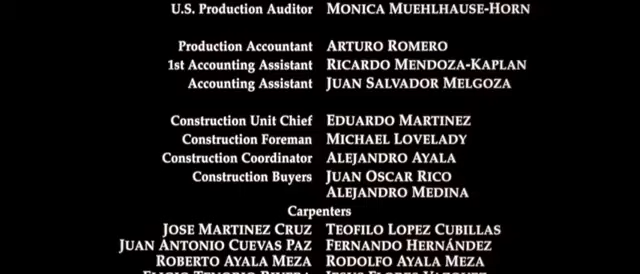 U.S. Production Auditor MONICA MUEHLHAUSE-HORN
Production Accountant ARTURO ROMERO
1st Accounting Assistant RICARDO MENDOZA-KAPLAN
Accounting Assistant JUAN SALVADOR MELGOZA
Construction Unit Chief EDUARDO MARTINEZ
Construction Foreman MICHAEL LOVELADY
Construction Coordinator ALEJANDRO AYALA
Construction Buyers JUAN OSCAR RICO
ALEJANDRO MEDINA
Carpenters
JOSE MARTINEZ CRUZ TEOFILO LOPEZ CUBILLAS
JUAN ANTONIO CUEVAS PAZ FERNANDO HERNÁNDEZ
ROBERTO AYALA MEZA RODOLFO AYALA MEZA